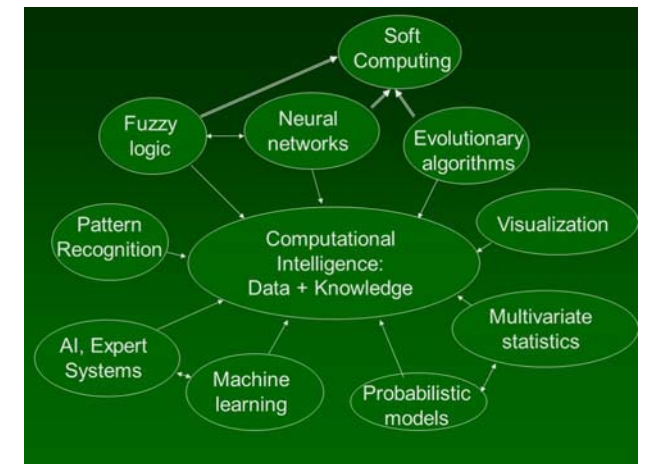 Soft
Computing
Fuzzy
logic
Neural
networks
Evolutionary
algorithms
Pattern
Recognition
Computational
Intelligence:
Data + Knowledge
Visualization
Multivariate
statistics
AI, Expert
Systems
Machine
learning
Probabilistic
models